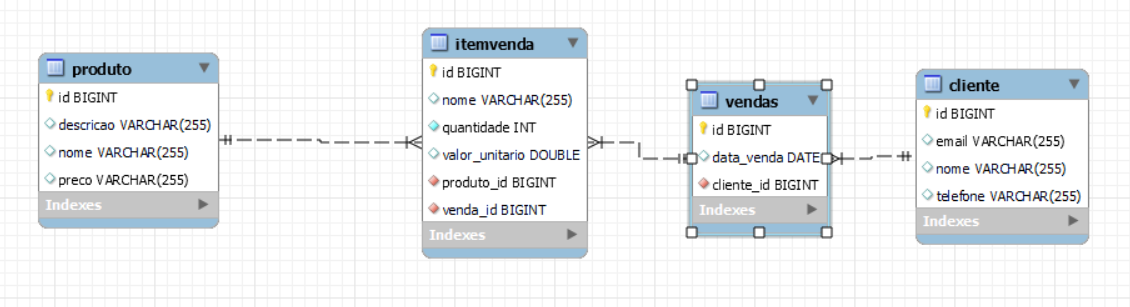 produto
id BIGINT
descricao VARCHAR(255)
nome VARCHAR(255)
preco VARCHAR(255)
Indexes
itemvenda
id BIGINT
nome VARCHAR(255)
quantidade INT
valor_unitario DOUBLE
produto_id BIGINT
venda_id BIGINT
Indexes
vendas
id BIGINT
data_venda DATE
cliente_id BIGINT
Indexes
cliente
id BIGINT
email VARCHAR(255)
nome VARCHAR(255)
telefone VARCHAR(255)
Indexes